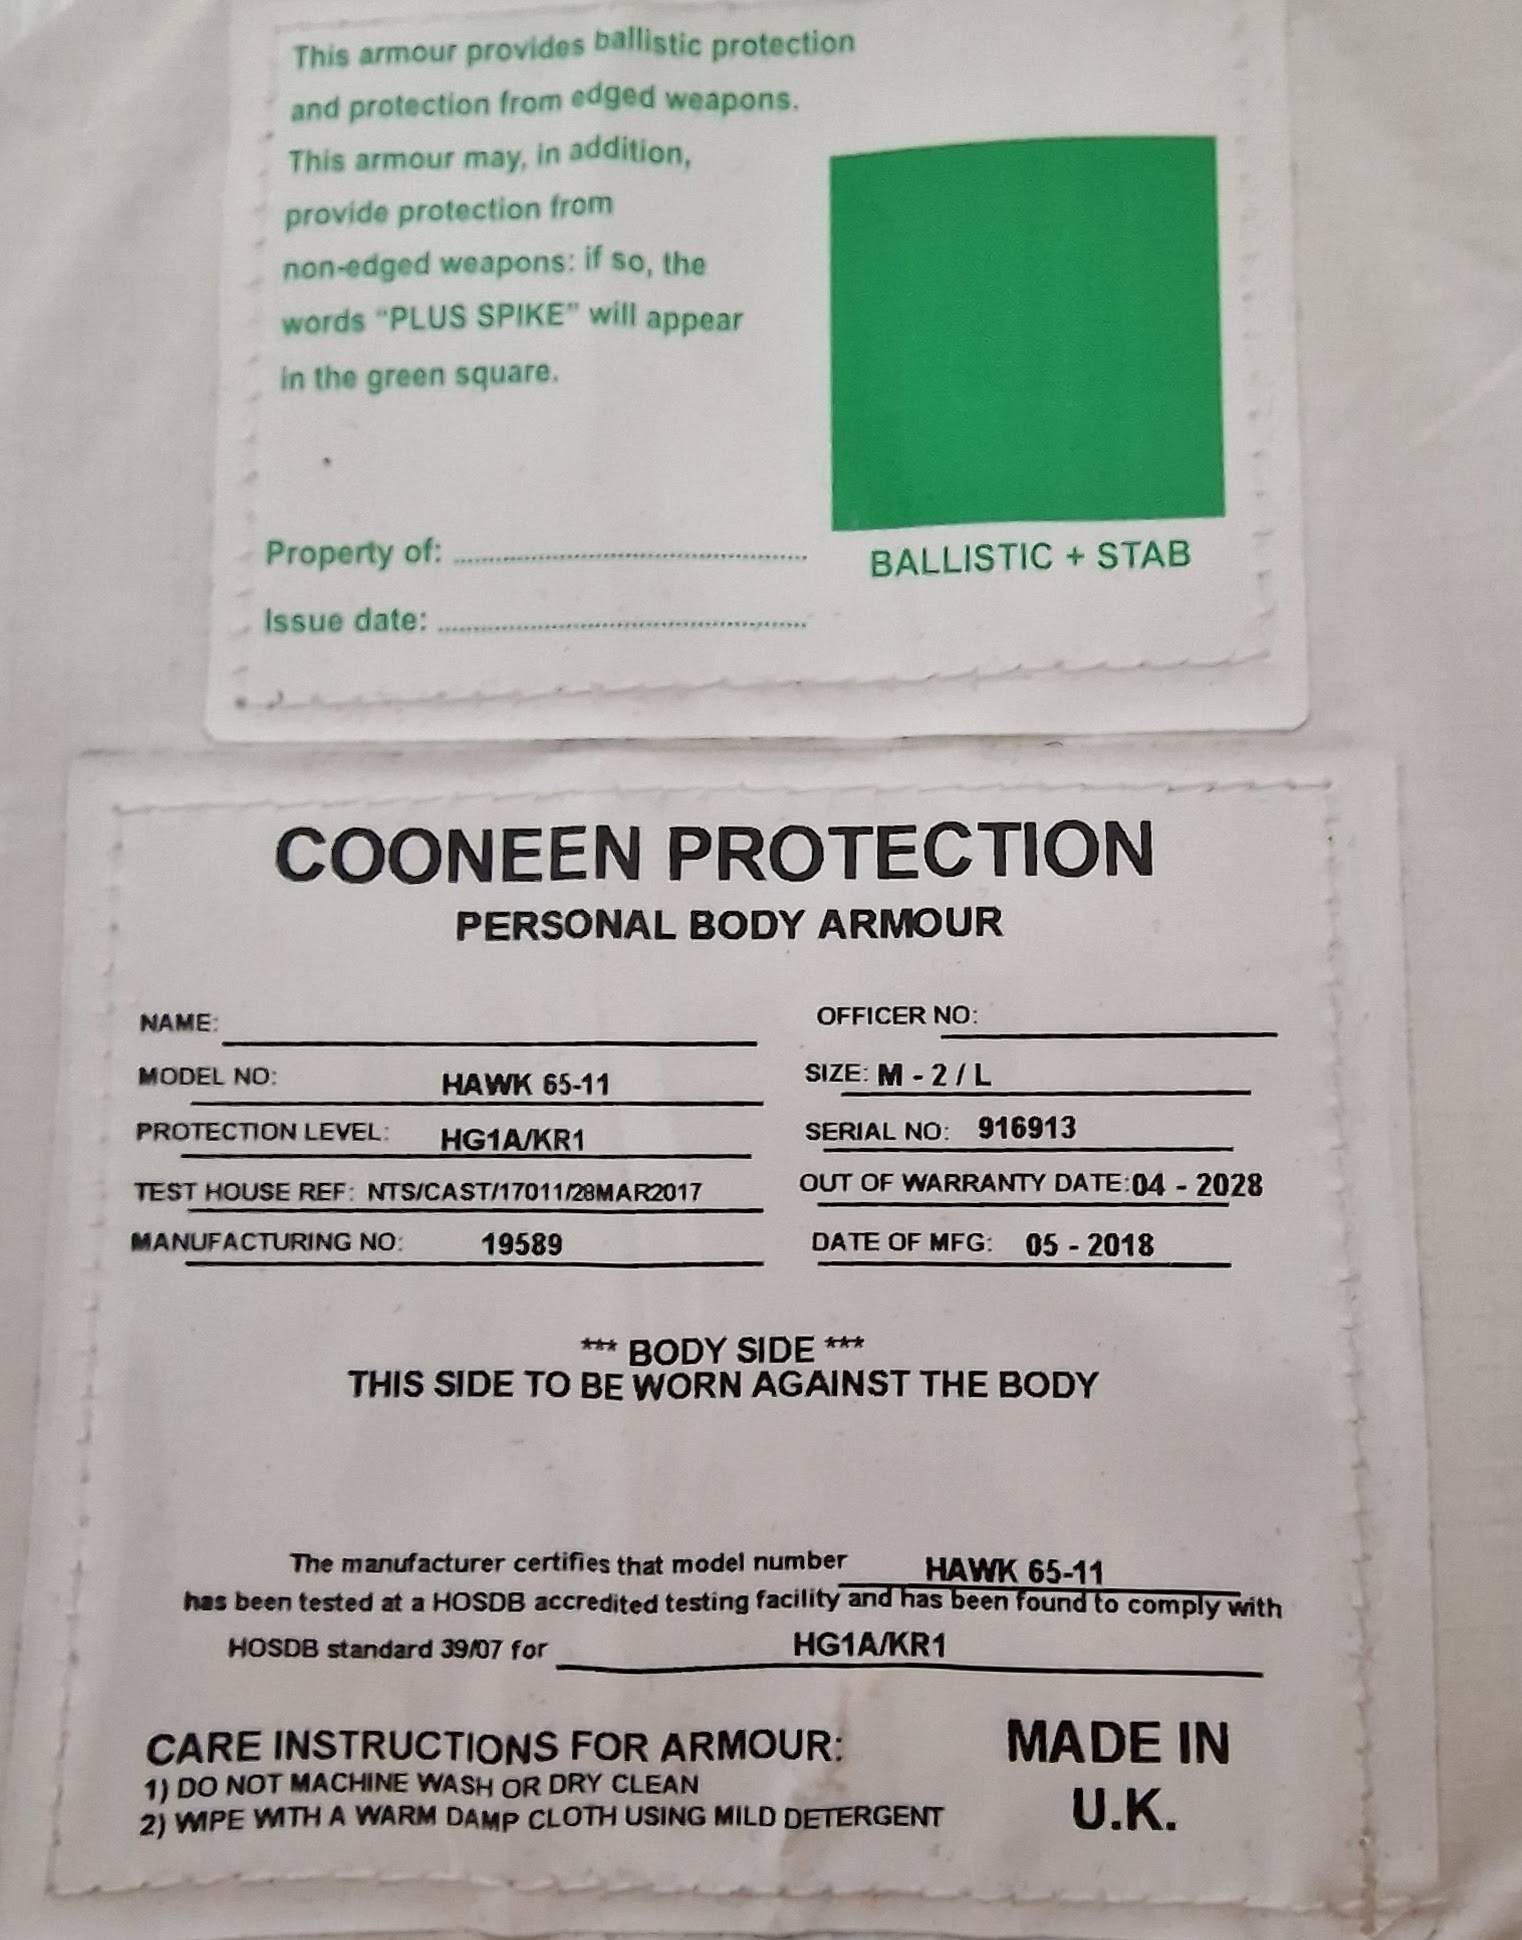 This armour provides ballistic protection
and protection from edged weapons.
This armour may, in addition,
provide protection from
non-edged weapons: if so, the
words "PLUS SPIKE" will appear
in the green square.
Property of: ........................................
BALLISTIC + STAB
Issue date: ........................................
COONEEN PROTECTION
PERSONAL BODY ARMOUR
NAME:
OFFICER NO:
MODEL NO: HAWK 65-11
SIZE: M - 2 / L
PROTECTION LEVEL: HG1A/KR1
SERIAL NO: 916913
TEST HOUSE REF: NTS/CAST/17011/28MAR2017
OUT OF WARRANTY DATE:04 - 2028
MANUFACTURING NO: 19589
DATE OF MFG: 05 - 2018
*** BODY SIDE ***
THIS SIDE TO BE WORN AGAINST THE BODY
The manufacturer certifies that model number HAWK 65-11
has been tested at a HOSDB accredited testing facility and has been found to comply with
HOSDB standard 39/07 for HG1A/KR1
CARE INSTRUCTIONS FOR ARMOUR:
1) DO NOT MACHINE WASH OR DRY CLEAN
2) WIPE WITH A WARM DAMP CLOTH USING MILD DETERGENT
MADE IN
U.K.